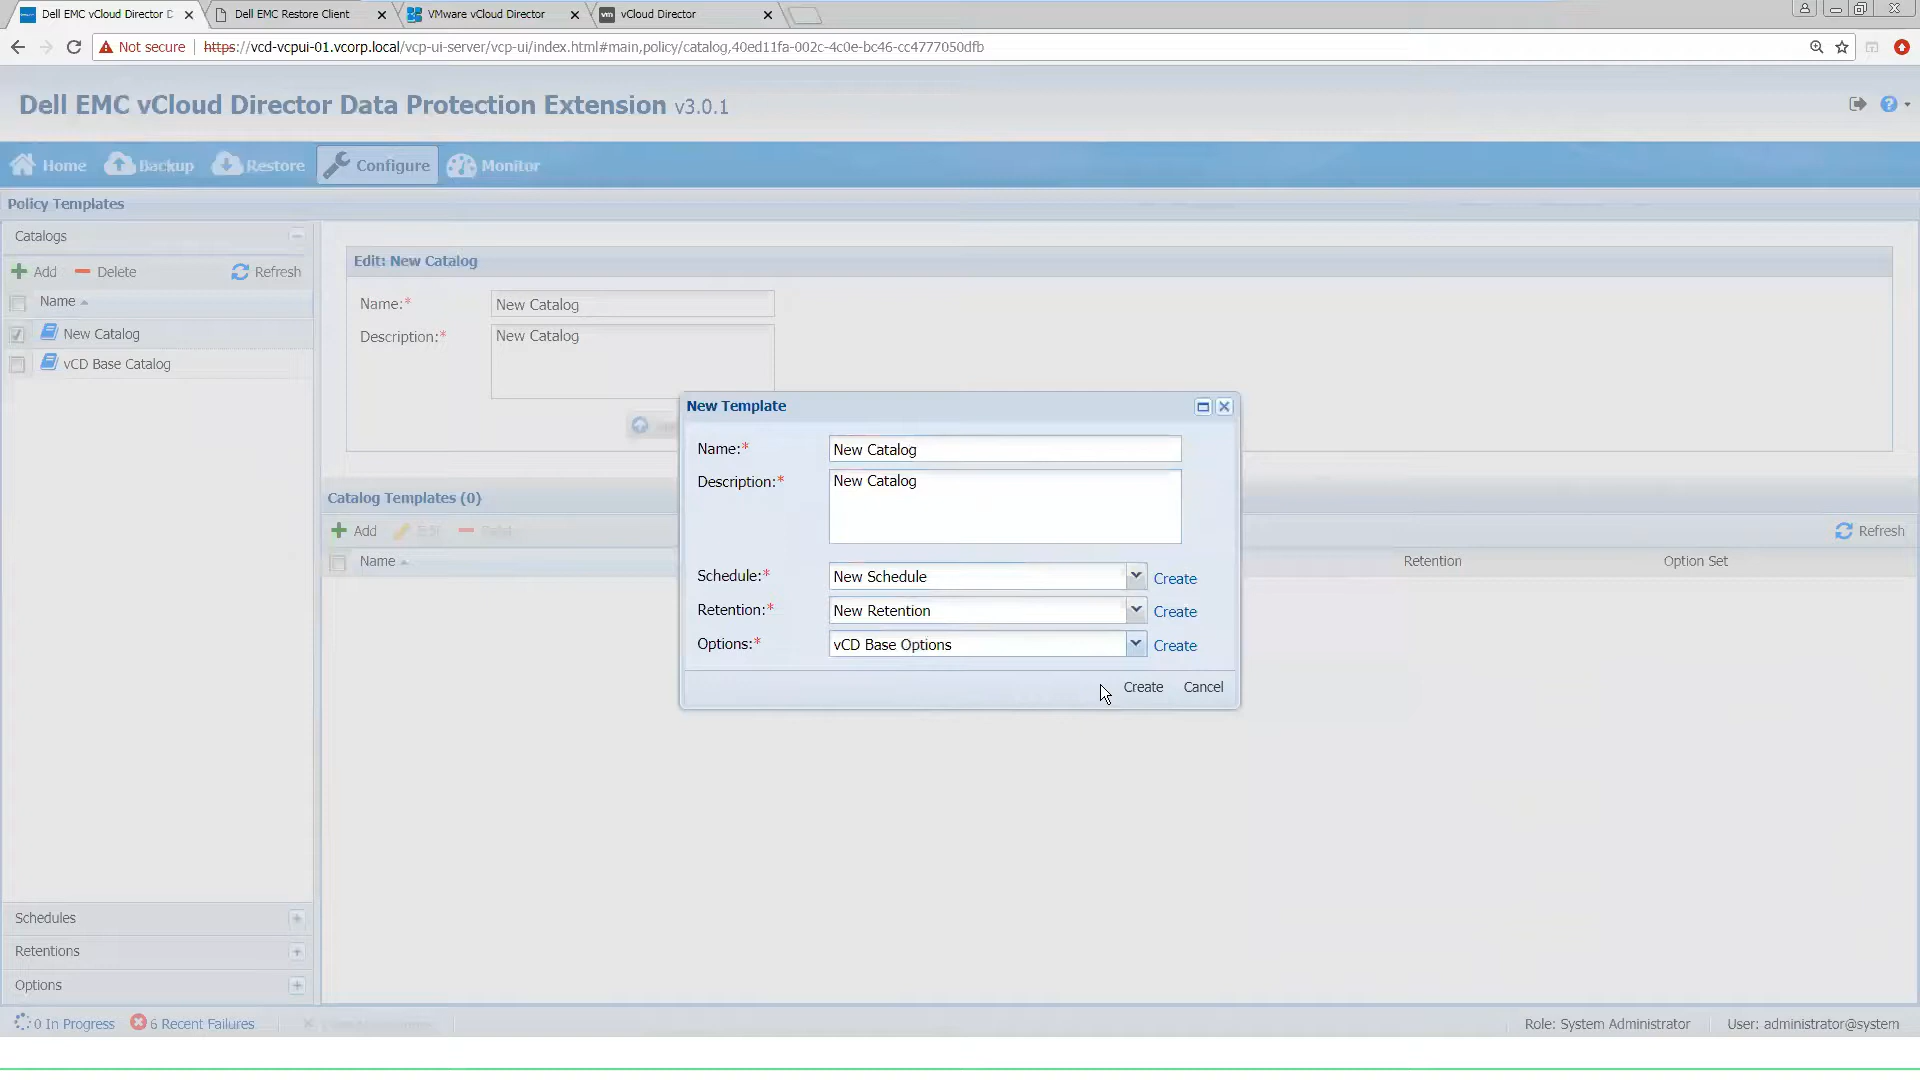 Dell EMC vCloud Director D
Dell EMC Restore Client
VMware vCloud Director
vm vCloud Director
Not secure
https://vcd-vcpui-01.vcorp.local/vcp-ui-server/vcp-ui/index.html#main,policy/catalog,40ed11fa-002c-4c0e-bc46-cc4777050dfb
Dell EMC vCloud Director Data Protection Extension v3.0.1
Home Backup Restore Configure Monitor
Policy Templates
Catalogs
Add Delete Refresh
Name
New Catalog
vCD Base Catalog
Schedules
Retentions
Options
Edit: New Catalog
Name:* New Catalog
Description:* New Catalog
Catalog Templates (0)
Add Edit Refresh
Name Retention Option Set
New Template
Name:* New Catalog
Description:* New Catalog
Schedule:* New Schedule Create
Retention:* New Retention Create
Options:* vCD Base Options Create
Create Cancel
0 In Progress 6 Recent Failures
Role: System Administrator User: administrator@system